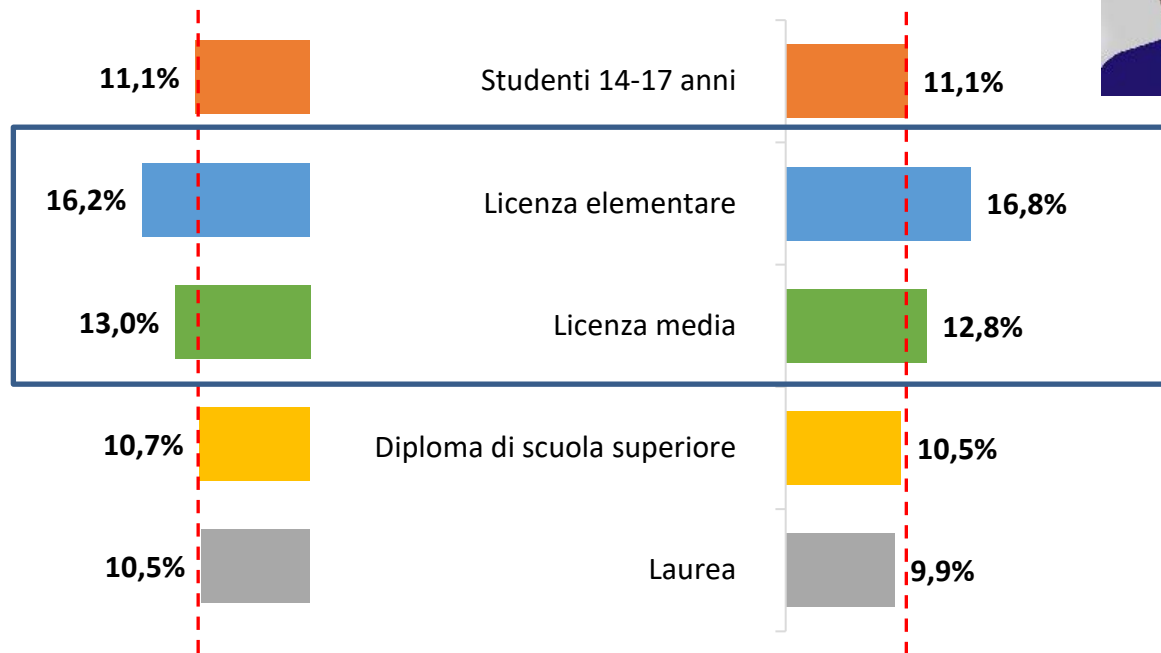 11,1% Studenti 14-17 anni 11,1%
16,2% Licenza elementare 16,8%
13,0% Licenza media 12,8%
10,7% Diploma di scuola superiore 10,5%
10,5% Laurea 9,9%